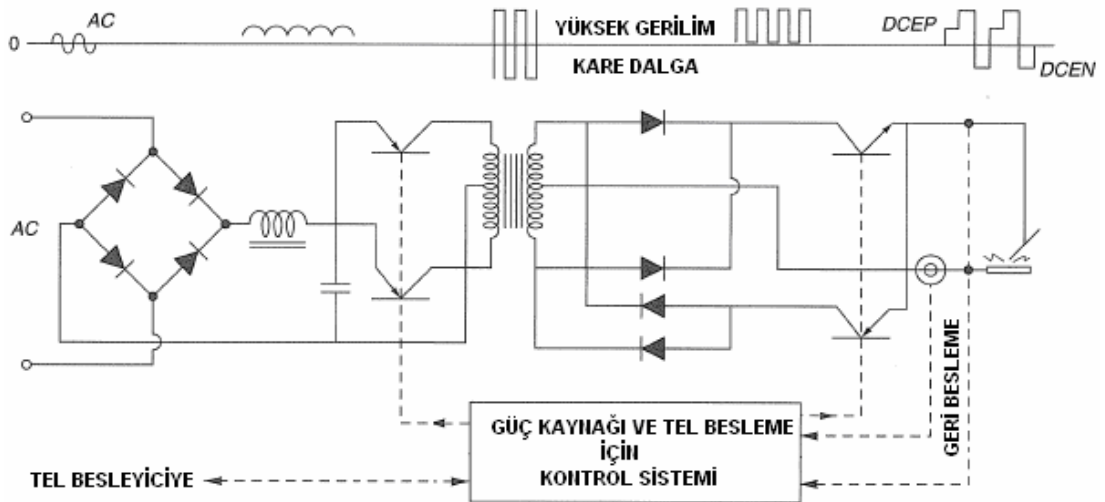 AC
0
YÜKSEK GERİLİM
KARE DALGA
DCEP
DCEN
AC
GERİ BESLEME
GÜÇ KAYNAĞI VE TEL BESLEME
İÇİN
KONTROL SİSTEMİ
TEL BESLEYİCİYE